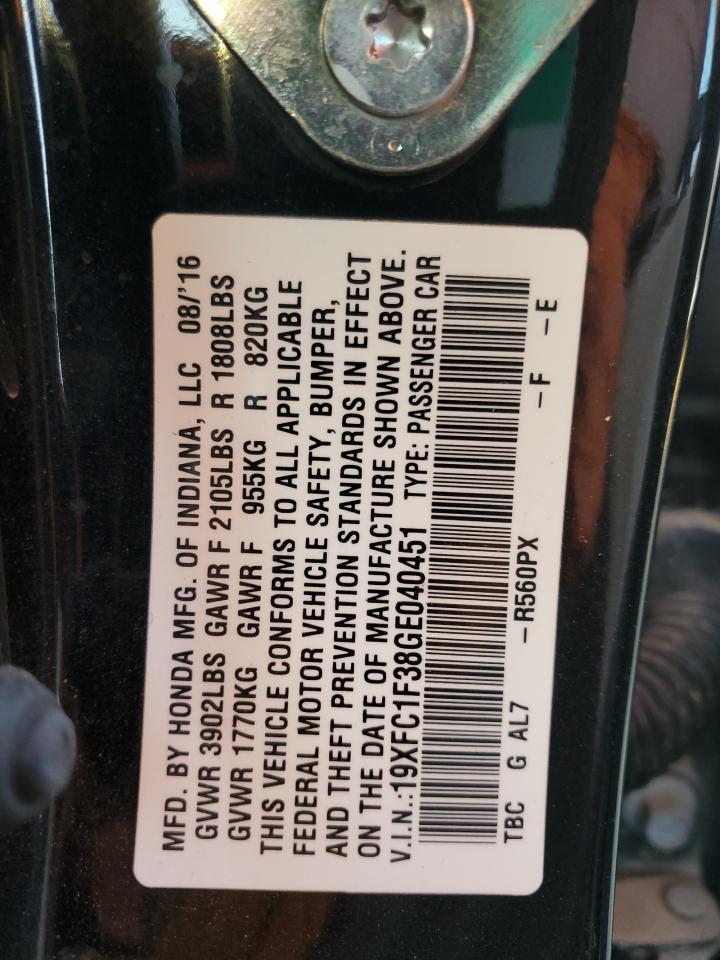 MFD. BY HONDA MFG. OF INDIANA, LLC 08/'16
GVWR 3902LBS GAWR F 2105LBS R 1808LBS
GVWR 1770KG GAWR F 955KG R 820KG
THIS VEHICLE CONFORMS TO ALL APPLICABLE
FEDERAL MOTOR VEHICLE SAFETY, BUMPER,
AND THEFT PREVENTION STANDARDS IN EFFECT
ON THE DATE OF MANUFACTURE SHOWN ABOVE.
V.I.N.:19XFC1F38GE040451 TYPE: PASSENGER CAR
TBC G AL7 -R560PX -F -E